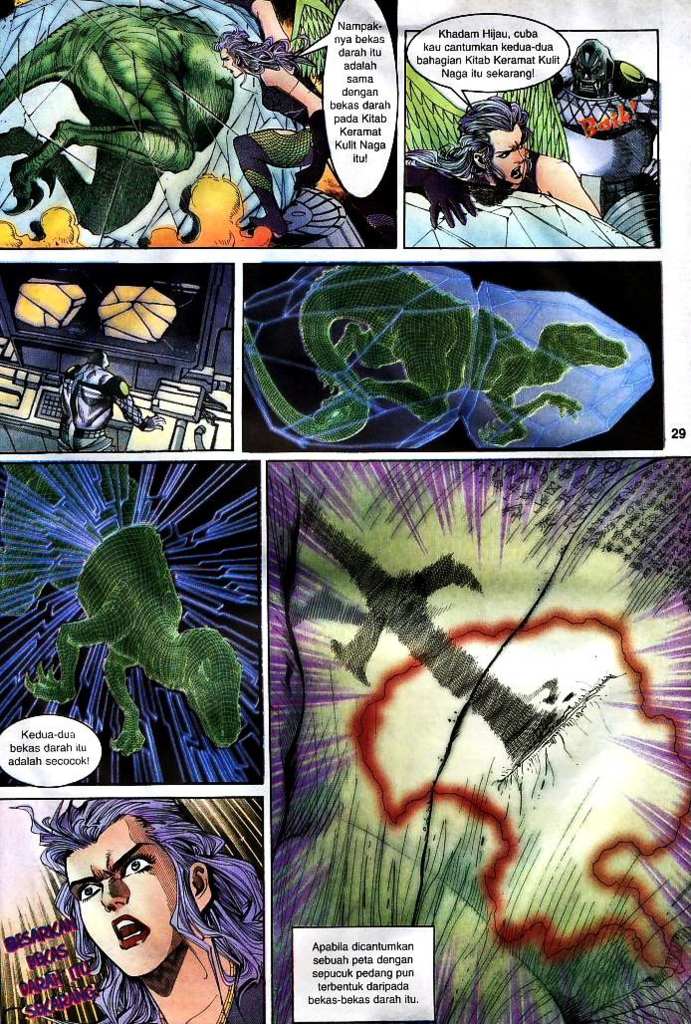 Nampak-
nya bekas
darah itu
adalah
sama
dengan
bekas darah
pada Kitab
Keramat
Kulit Naga
itu!
Khadam Hijau, cuba
kau cantumkan kedua-dua
bahagian Kitab Keramat Kulit
Naga itu sekarang!
29
Kedua-dua
bekas darah itu
adalah secocok!
BESARKAN
BEKAS
DARAH ITU
SEKARANG!
Apabila dicantumkan
sebuah peta dengan
sepucuk pedang pun
terbentuk daripada
bekas-bekas darah itu.